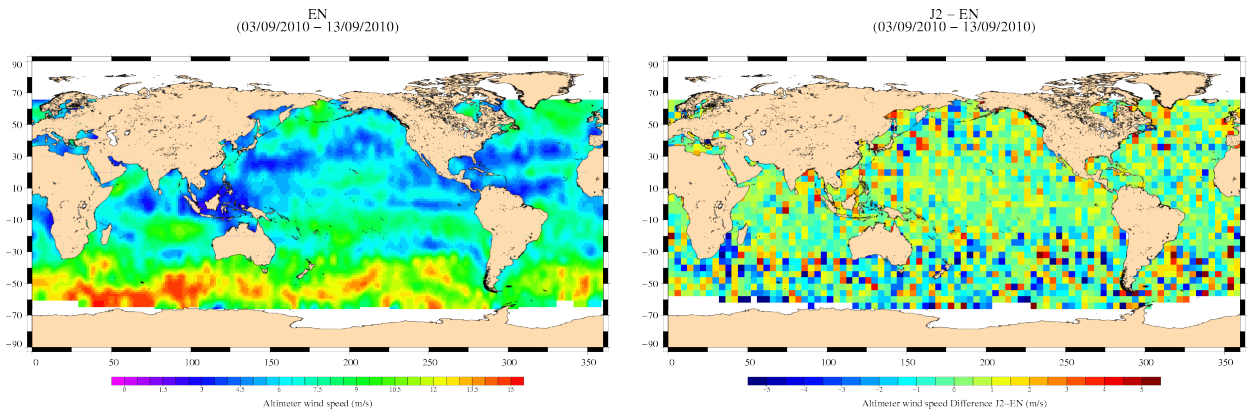 EN
(03/09/2010 − 13/09/2010)
90
70
50
30
10
−10
−30
−50
−70
−90
0 50 100 150 200 250 300 350
0 1.5 3 4.5 6 7.5 9 10.5 12 13.5 15
Altimeter wind speed (m/s)
J2 − EN
(03/09/2010 − 13/09/2010)
90
70
50
30
10
−10
−30
−50
−70
−90
0 50 100 150 200 250 300 350
−5 −4 −3 −2 −1 0 1 2 3 4 5
Altimeter wind speed Difference J2−EN (m/s)